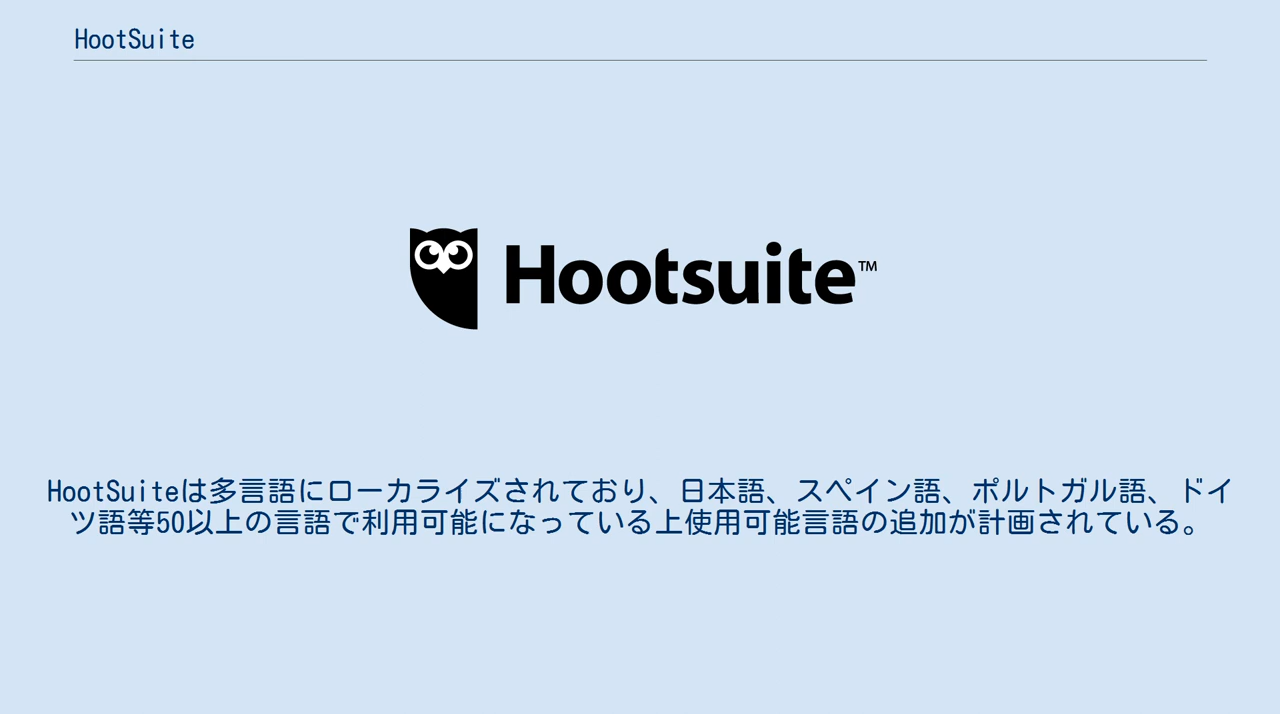 HootSuite
Hootsuite™
HootSuiteは多言語にローカライズされており、日本語、スペイン語、ポルトガル語、ドイ
ツ語等50以上の言語で利用可能になっている上使用可能言語の追加が計画されている。